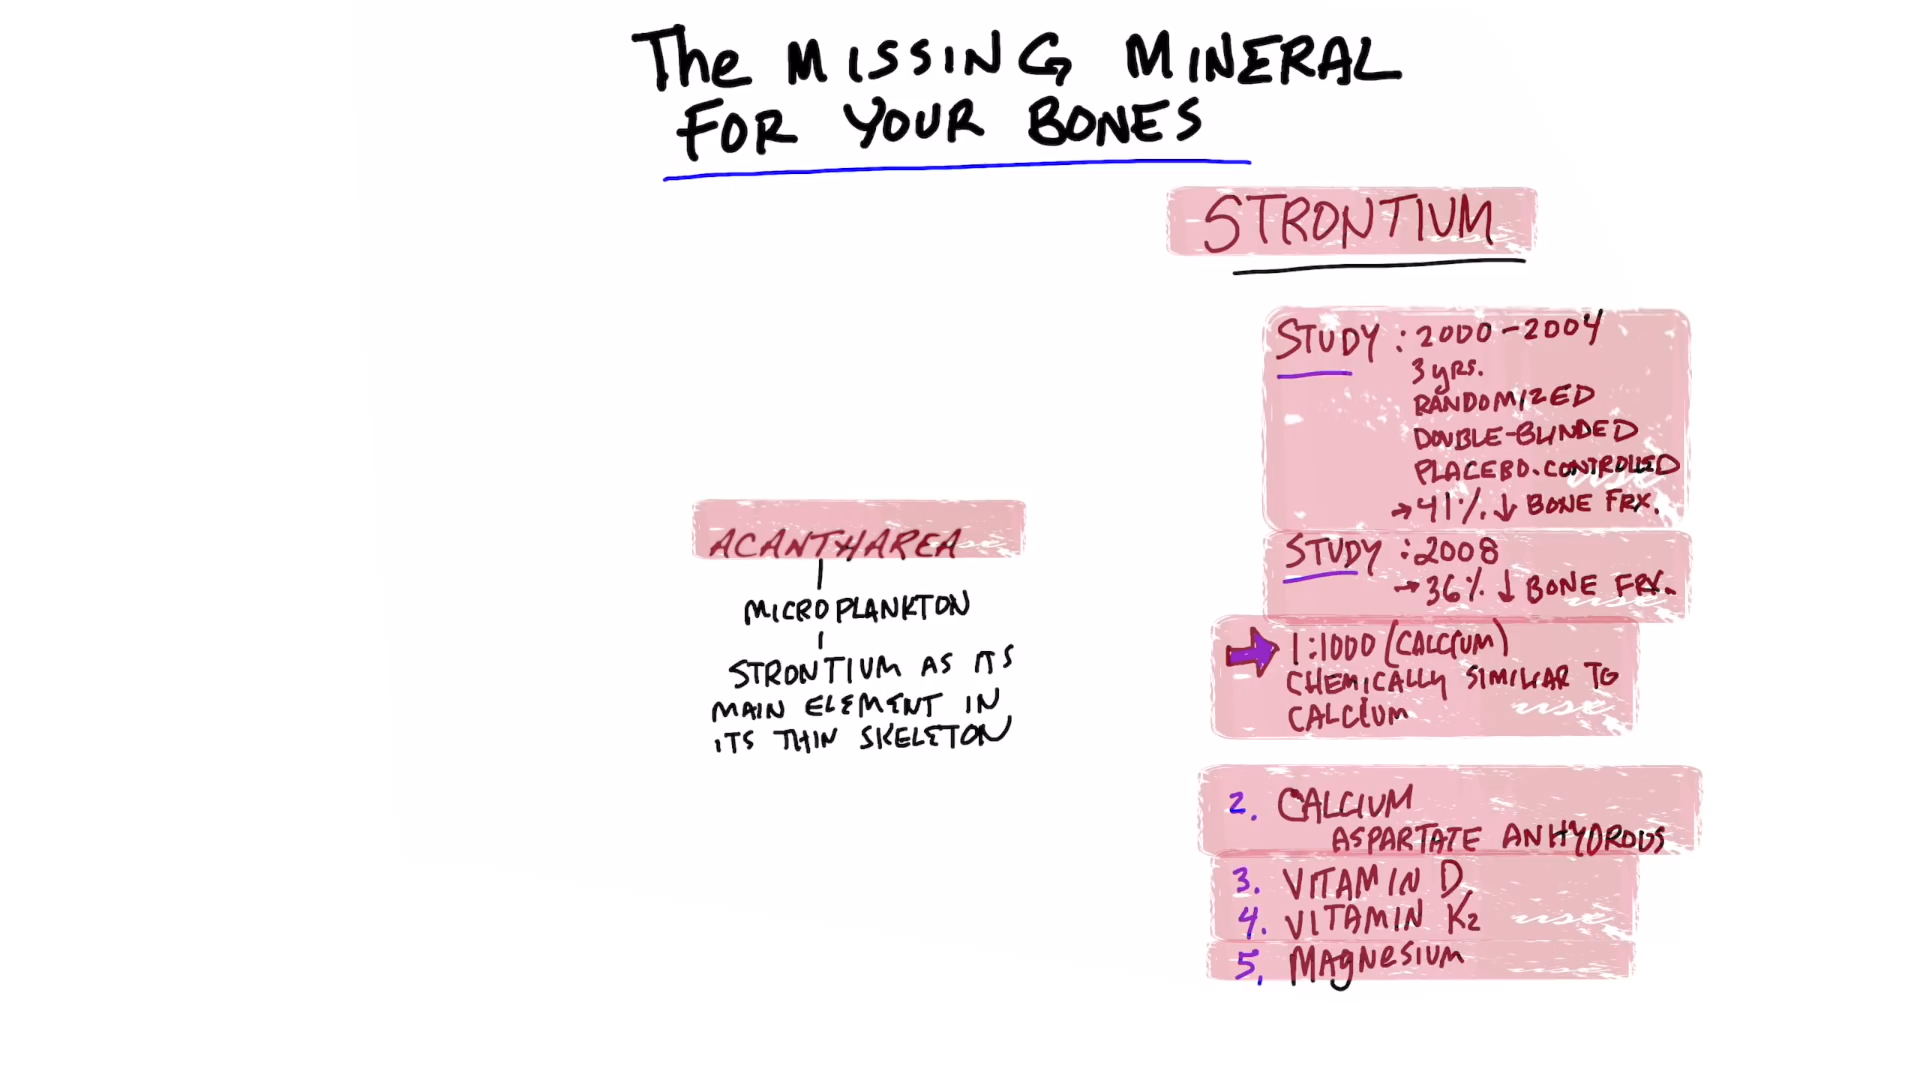 The MISSING MINERAL
FOR YOUR BONES
STRONTIUM
STUDY : 2000-2004
3 yrs.
RANDOMIZED
DOUBLE-BLINDED
PLACEBO-CONTROLLED
→ 41% ↓ BONE FRX.
STUDY : 2008
→ 36% ↓ BONE FRX.
1:1000 (CALCIUM)
CHEMICALLY SIMILAR TO
CALCIUM
ACANTHAREA
MICROPLANKTON
STRONTIUM AS ITS
MAIN ELEMENT IN
ITS THIN SKELETON
2. CALCIUM
ASPARTATE ANHYDROUS
3. VITAMIN D
4. VITAMIN K2
5. MAGNESIUM